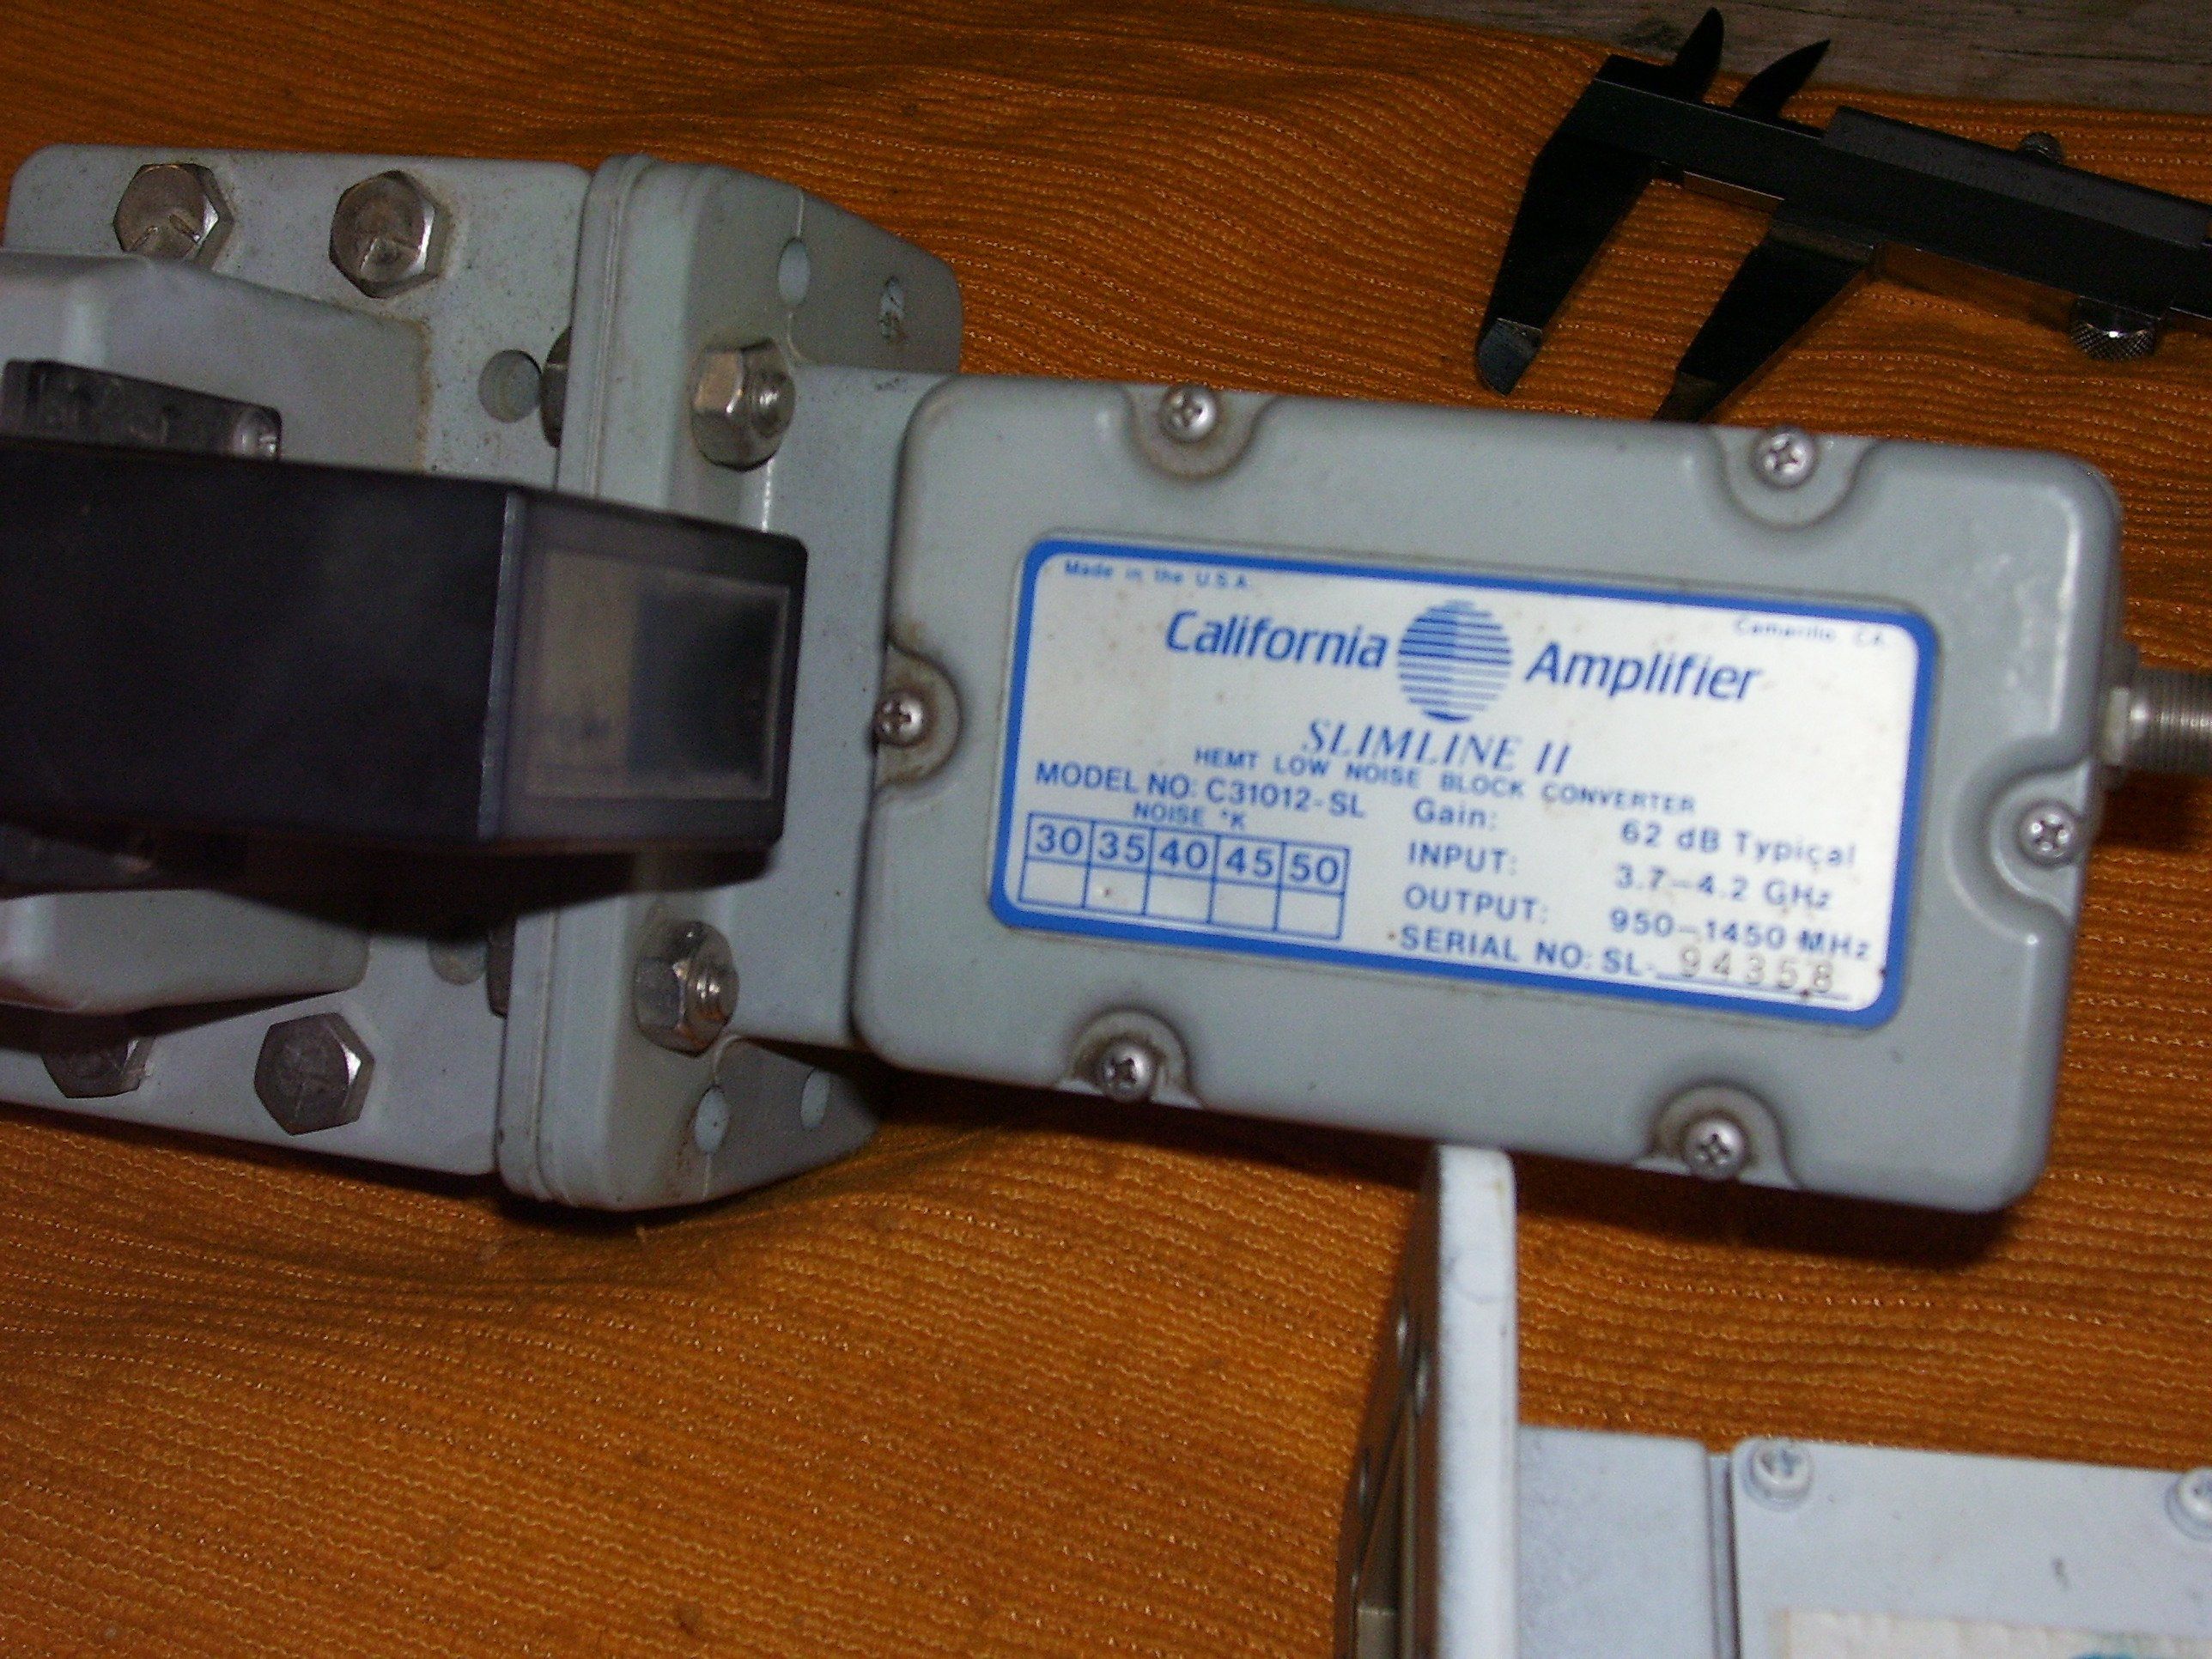 Made in the U.S.A.
Camarillo CA.
California Amplifier
SLIMLINE II
HEMT LOW NOISE BLOCK CONVERTER
MODEL NO: C31012-SL
NOISE °K
30 35 40 45 50
Gain: 62 dB Typical
INPUT: 3.7-4.2 GHz
OUTPUT: 950-1450 MHz
SERIAL NO: SL- 94358